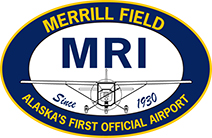 MERRILL FIELD
MRI
Since 1930
ALASKA'S FIRST OFFICIAL AIRPORT